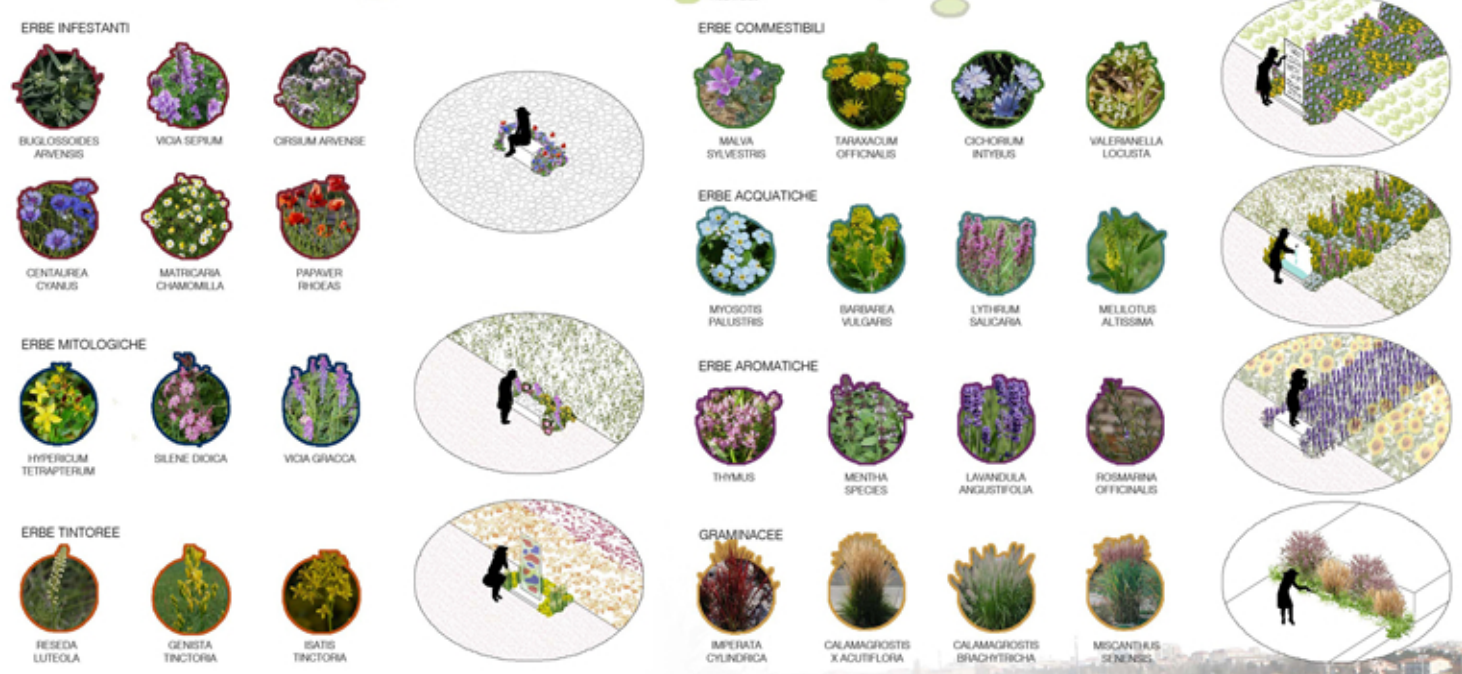 ERBE INFESTANTI
BUGLOSSOIDES
ARVENSIS
VICIA SEPIUM
CIRSIUM ARVENSE
CENTAUREA
CYANUS
MATRICARIA
CHAMOMILLA
PAPAVER
RHOEAS
ERBE MITOLOGICHE
HYPERICUM
TETRAPTERUM
SILENE DIOICA
VICIA GRACCA
ERBE TINTOREE
RESEDA
LUTEOLA
GENISTA
TINCTORIA
ISATIS
TINCTORIA
ERBE COMMESTIBILI
MALVA
SYLVESTRIS
TARAXACUM
OFFICNALIS
CICHORIUM
INTYBUS
VALERIANELLA
LOCUSTA
ERBE ACQUATICHE
MYOSOTIS
PALUSTRIS
BARBAREA
VULGARIS
LYTHRUM
SALICARIA
MELILOTUS
ALTISSIMA
ERBE AROMATICHE
THYMUS
MENTHA
SPECIES
LAVANDULA
ANGUSTIFOLIA
ROSMARINA
OFFICINALIS
GRAMINACEE
IMPERATA
CYLINDRICA
CALAMAGROSTIS
X ACUTIFLORA
CALAMAGROSTIS
BRACHYTRICHA
MISCANTHUS
SENENSIS